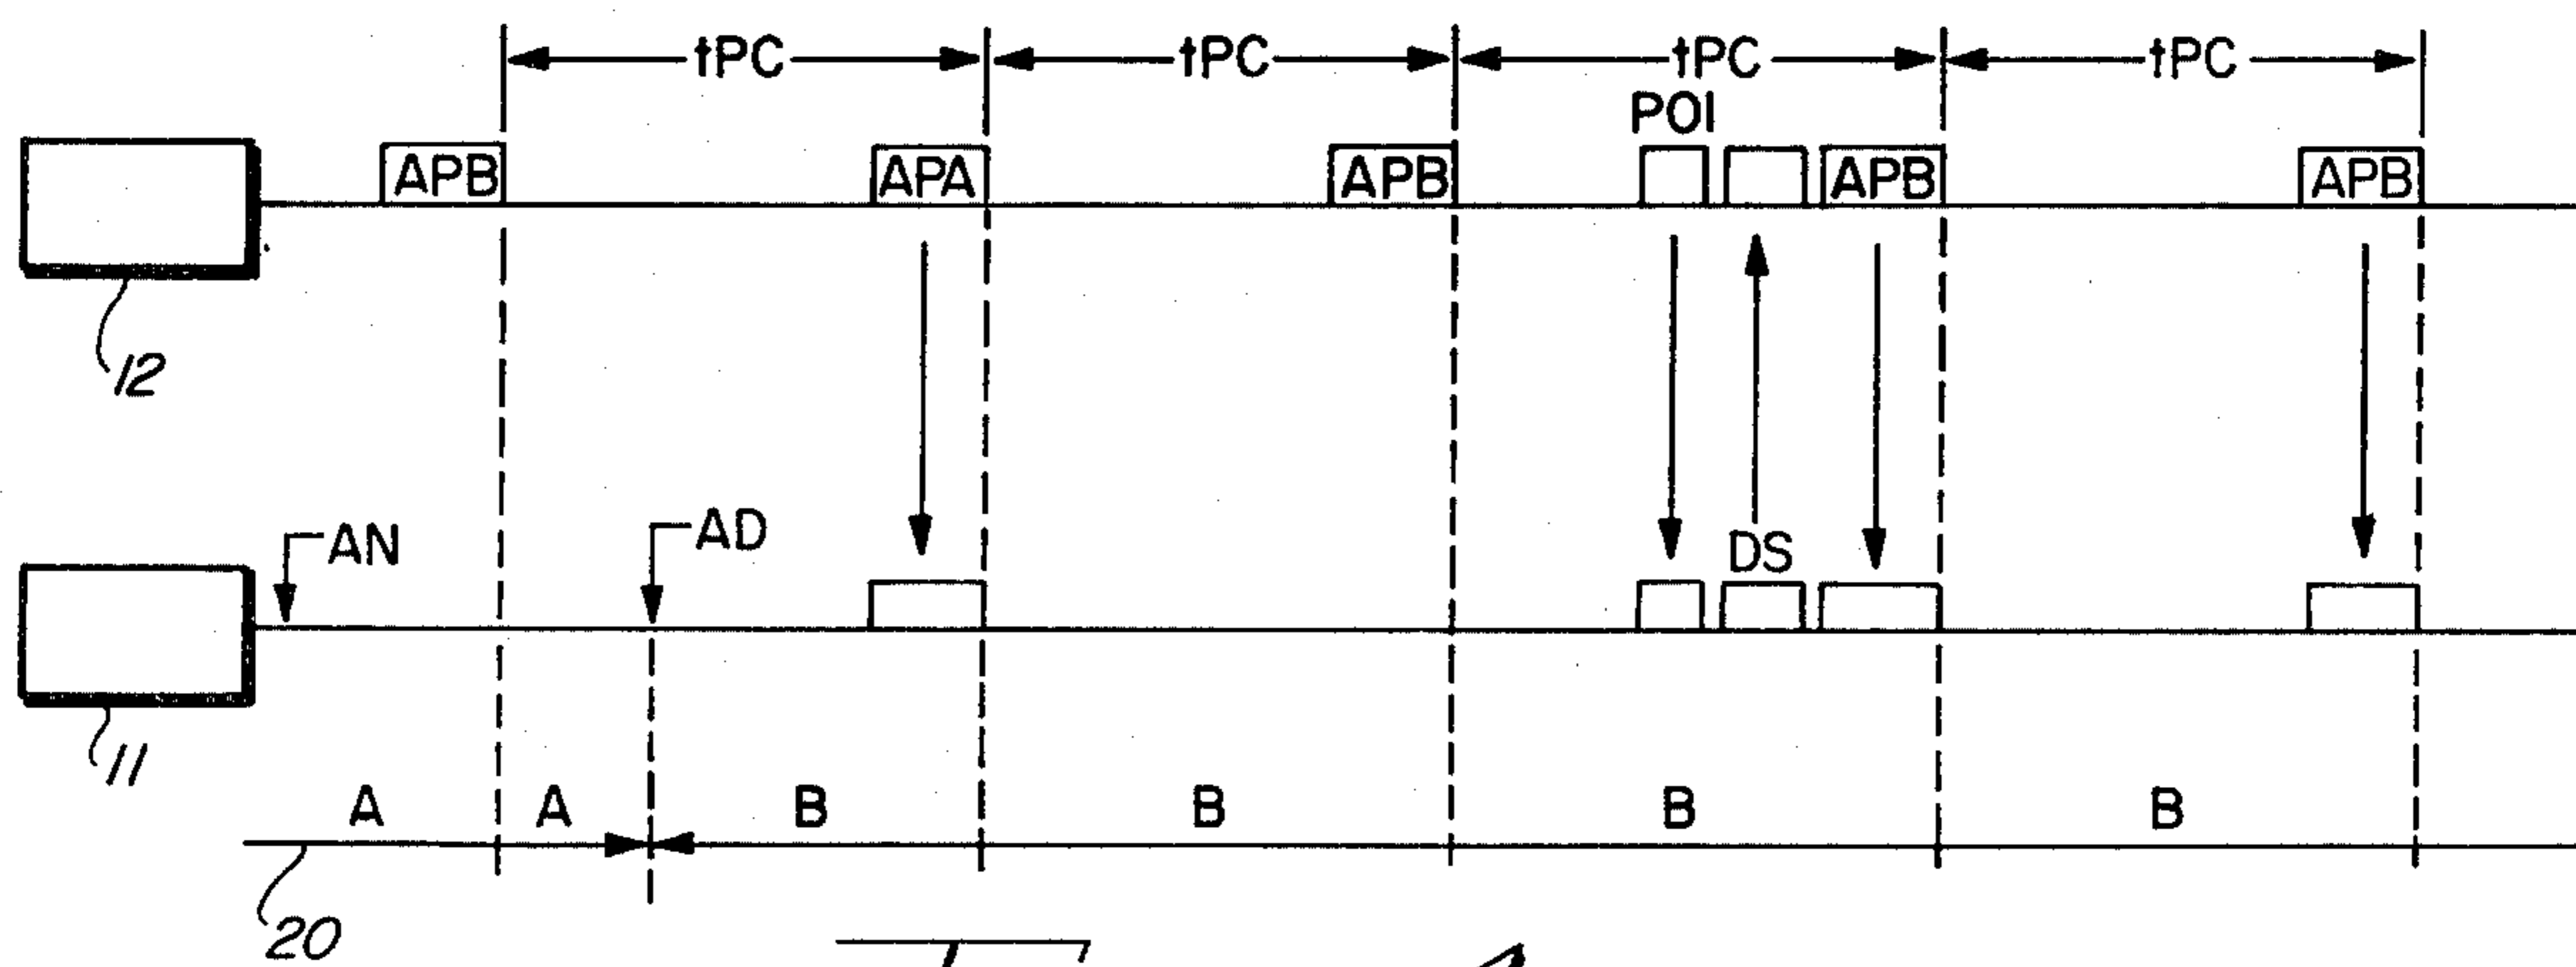 tPC tPC tPC tPC
POI
APB APA APB APB APB
12
AN AD DS
11
A A B B B B
20